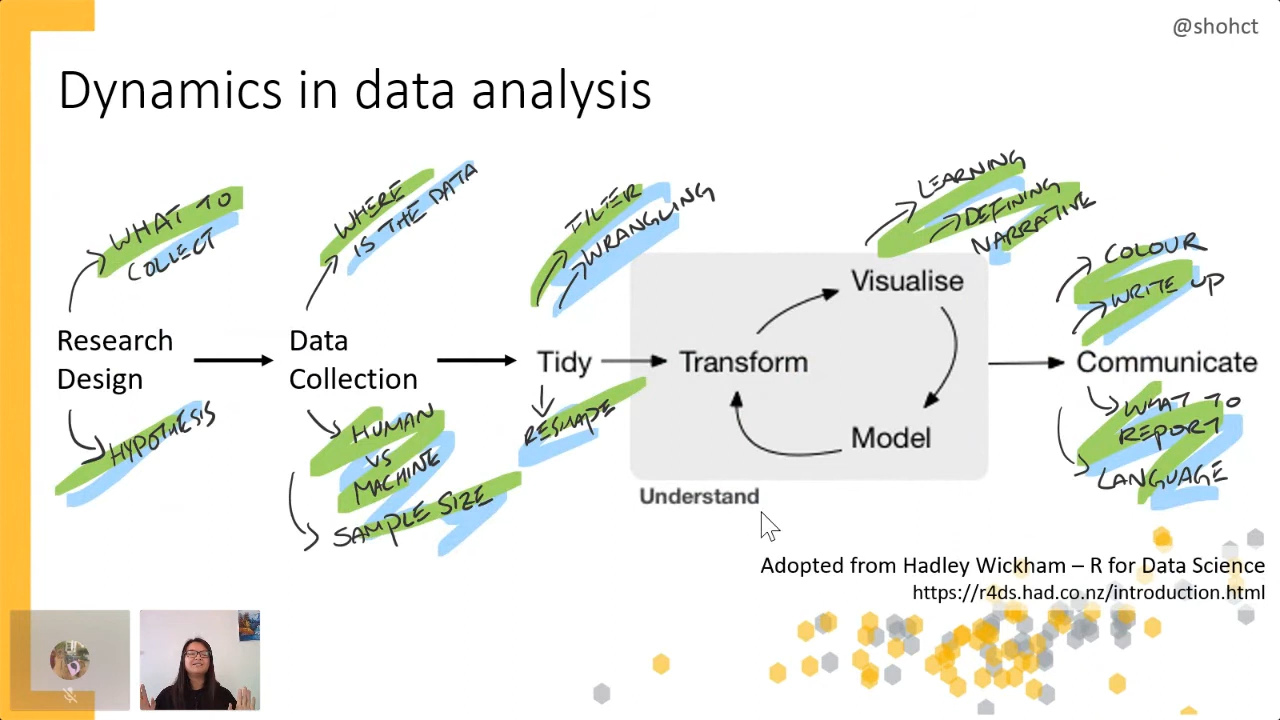 @shohct
Dynamics in data analysis
WHAT TO
COLLECT
WHERE
IS THE DATA
FILTER
WRANGLING
LEARNING
DEFINING
NARRATIVE
COLOUR
WRITE UP
Research
Design
Data
Collection
Tidy
Transform
Visualise
Model
Understand
Communicate
HYPOTHESIS
HUMAN
VS
MACHINE
SAMPLE SIZE
RESHAPE
WHAT TO
REPORT
LANGUAGE
Adopted from Hadley Wickham – R for Data Science
https://r4ds.had.co.nz/introduction.html